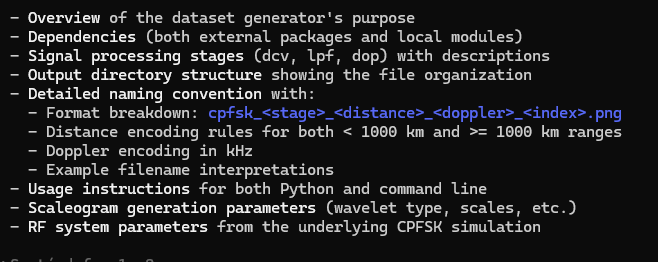 - Overview of the dataset generator's purpose
- Dependencies (both external packages and local modules)
- Signal processing stages (dcv, lpf, dop) with descriptions
- Output directory structure showing the file organization
- Detailed naming convention with:
  - Format breakdown: cpfsk_<stage>_<distance>_<doppler>_<index>.png
  - Distance encoding rules for both < 1000 km and >= 1000 km ranges
  - Doppler encoding in kHz
  - Example filename interpretations
- Usage instructions for both Python and command line
- Scaleogram generation parameters (wavelet type, scales, etc.)
- RF system parameters from the underlying CPFSK simulation